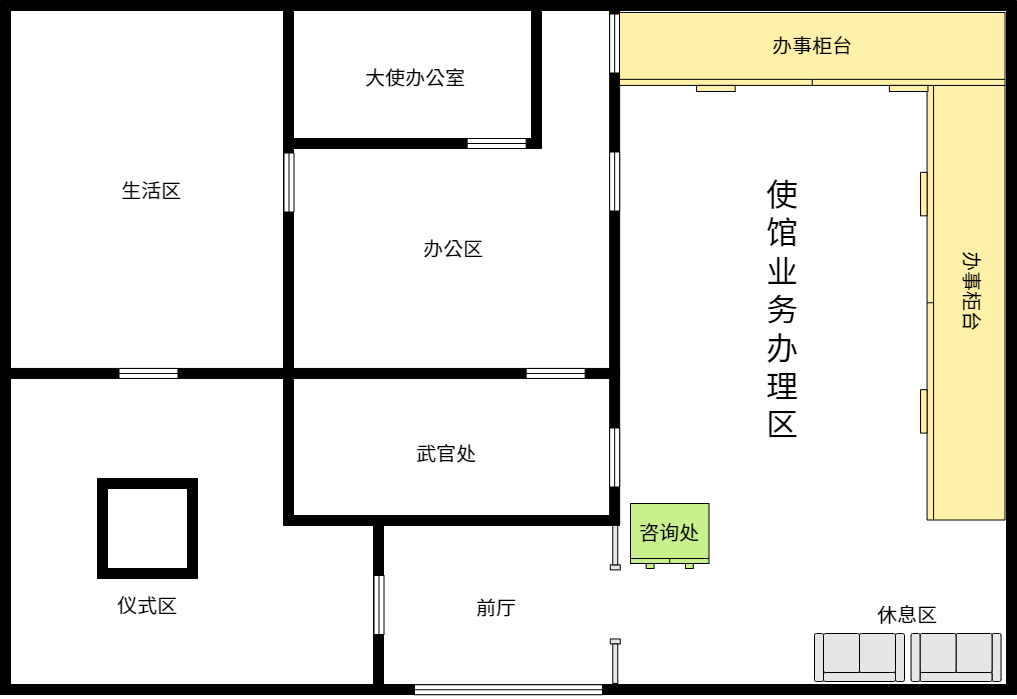 办事柜台
大使办公室
生活区
办公区
使馆业务办理区
办事柜台
武官处
咨询处
仪式区
前厅
休息区